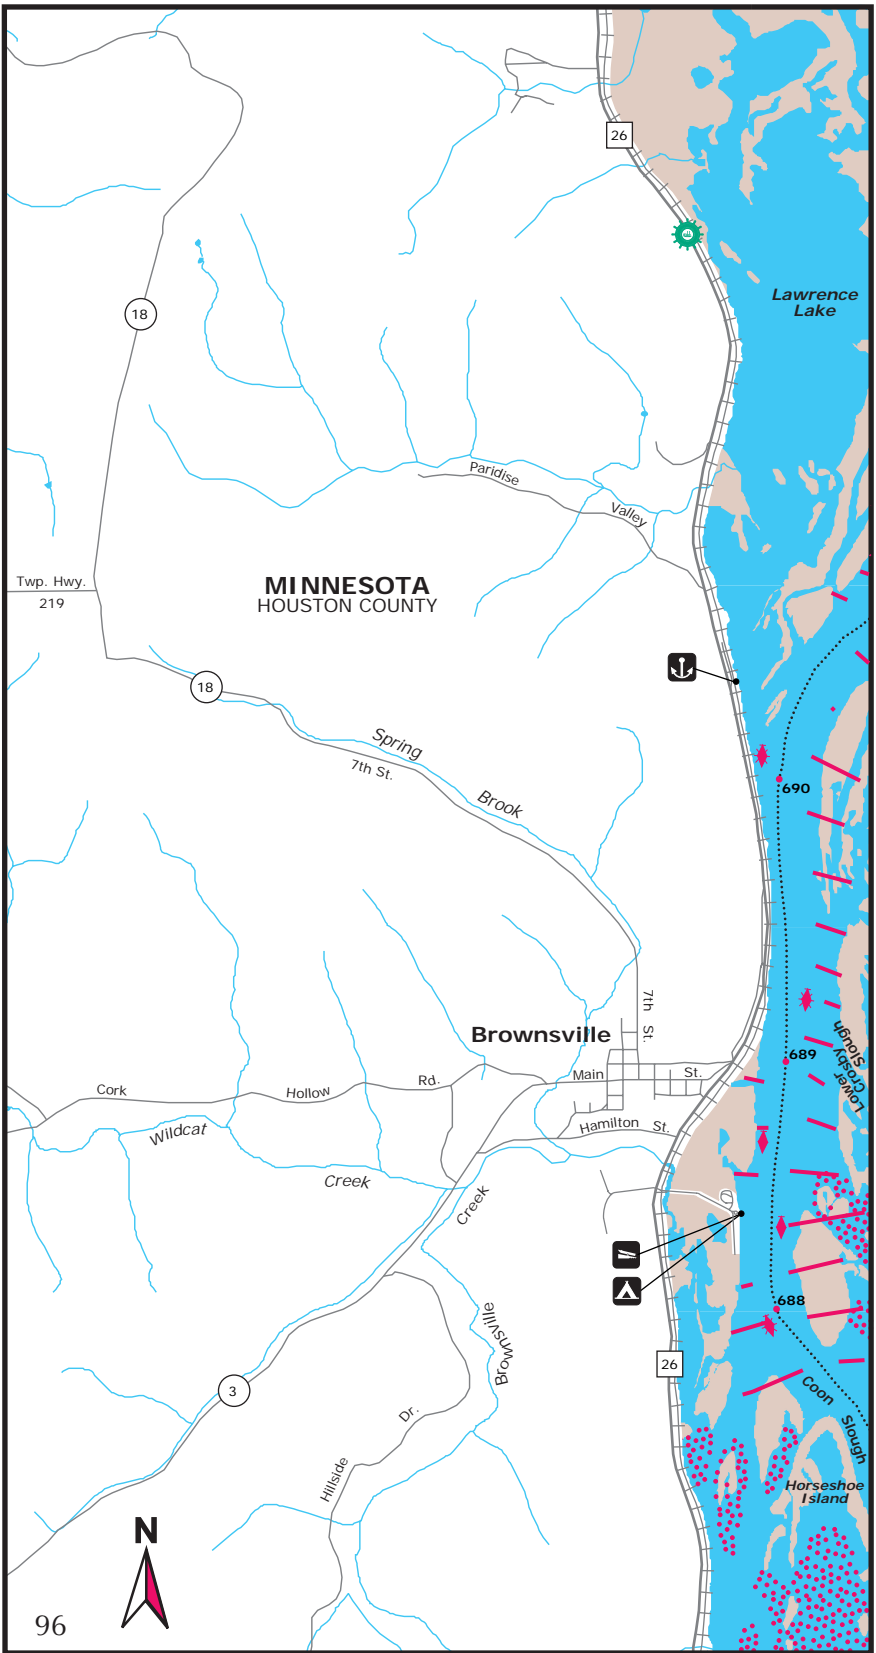 26
Lawrence
Lake
18
Paridise
Valley
Twp. Hwy.
219
MINNESOTA
HOUSTON COUNTY
18
Spring
7th St.
Brook
690
7th St.
Brownsville
689
Lower
Crosby
Slough
Main St.
Cork Hollow Rd.
Hamilton St.
Wildcat
Creek
Creek
Brownsville
688
26
Coon
Slough
3
Dr.
Hillside
Horseshoe
Island
N
96